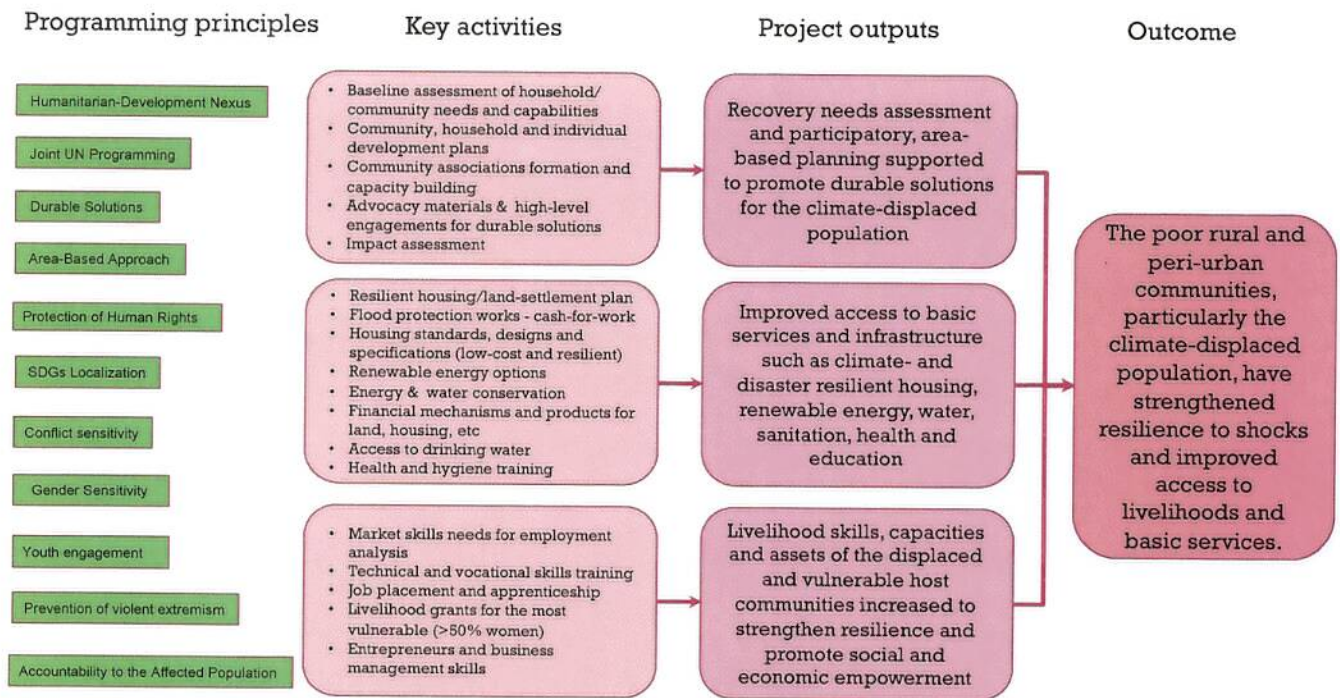 Programming principles
Key activities
Project outputs
Outcome
Humanitarian-Development Nexus
Joint UN Programming
Durable Solutions
Area-Based Approach
Protection of Human Rights
SDGs Localization
Conflict sensitivity
Gender Sensitivity
Youth engagement
Prevention of violent extremism
Accountability to the Affected Population
• Baseline assessment of household/
community needs and capabilities
• Community, household and individual
development plans
• Community associations formation and
capacity building
• Advocacy materials & high-level
engagements for durable solutions
• Impact assessment
• Resilient housing/land-settlement plan
• Flood protection works - cash-for-work
• Housing standards, designs and
specifications (low-cost and resilient)
• Renewable energy options
• Energy & water conservation
• Financial mechanisms and products for
land, housing, etc
• Access to drinking water
• Health and hygiene training
• Market skills needs for employment
analysis
• Technical and vocational skills training
• Job placement and apprenticeship
• Livelihood grants for the most
vulnerable (>50% women)
• Entrepreneurs and business
management skills
Recovery needs assessment
and participatory, area-
based planning supported
to promote durable solutions
for the climate-displaced
population
Improved access to basic
services and infrastructure
such as climate- and
disaster resilient housing,
renewable energy, water,
sanitation, health and
education
Livelihood skills, capacities
and assets of the displaced
and vulnerable host
communities increased to
strengthen resilience and
promote social and
economic empowerment
The poor rural and
peri-urban
communities,
particularly the
climate-displaced
population, have
strengthened
resilience to shocks
and improved
access to
livelihoods and
basic services.